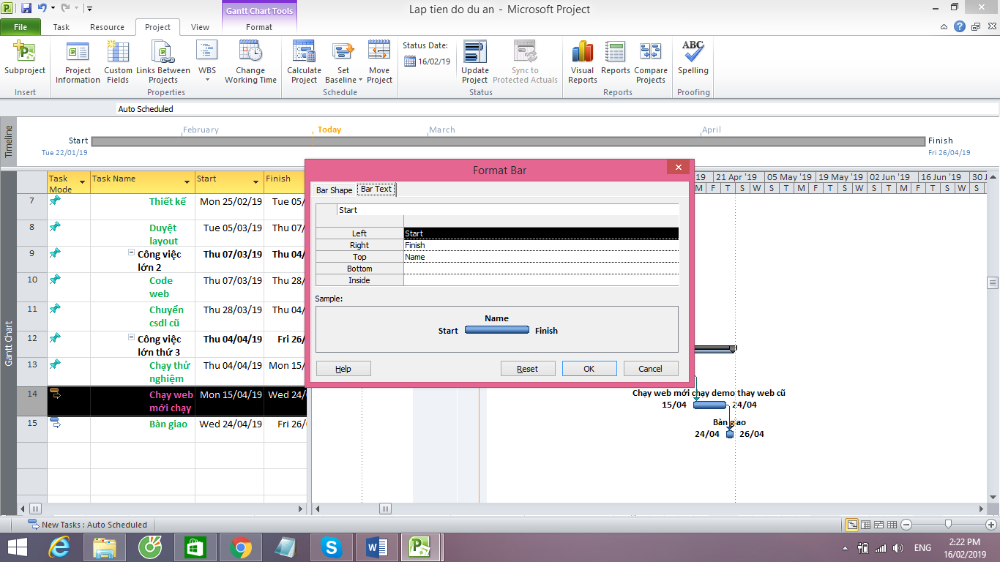 Gantt Chart Tools
Lap tien do du an - Microsoft Project
File Task Resource Project View Format
Subproject
Project Information
Custom Fields
Links Between Projects
WBS
Change Working Time
Calculate Project
Set Baseline
Move Project
Status Date:
16/02/19
Update Project
Sync to Protected Actuals
Visual Reports
Reports
Compare Projects
ABC
Spelling
Insert Properties Schedule Status Reports Proofing
Auto Scheduled
Timeline
February Today March April
Start
Tue 22/01/19
Finish
Fri 26/04/19
Gantt Chart
Task Mode Task Name Start Finish
7 Thiết kế Mon 25/02/19 Tue 05/
8 Duyệt layout Tue 05/03/19 Thu 07/
9 Công việc lớn 2 Thu 07/03/19 Thu 04/
10 Code web Thu 07/03/19 Thu 28/
11 Chuyển csdl cũ Thu 28/03/19 Thu 04/
12 Công việc lớn thứ 3 Thu 04/04/19 Fri 26/
13 Chạy thử nghiệm Thu 04/04/19 Mon 15/
14 Chạy web mới chạy Mon 15/04/19 Wed 24/
15 Bàn giao Wed 24/04/19 Fri 26/
'19 21 Apr '19 05 May '19 19 May '19 02 Jun '19 16 Jun '19 30 J
M F T S W M F T S W M F T S W M F T S W
Format Bar
Bar Shape Bar Text
Start
Left Start
Right Finish
Top Name
Bottom
Inside
Sample:
Name
Start Finish
Help Reset OK Cancel
Chạy web mới chạy demo thay web cũ
15/04 24/04
Bàn giao
24/04 26/04
New Tasks : Auto Scheduled
ENG
2:22 PM
16/02/2019